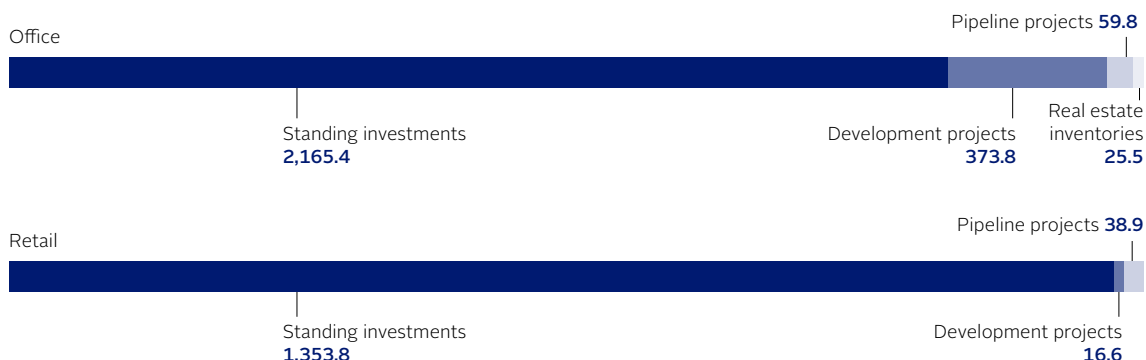 Pipeline projects 59.8
Office
Standing investments
2,165.4
Development projects
373.8
Real estate
inventories
25.5
Pipeline projects 38.9
Retail
Standing investments
1,353.8
Development projects
16.6